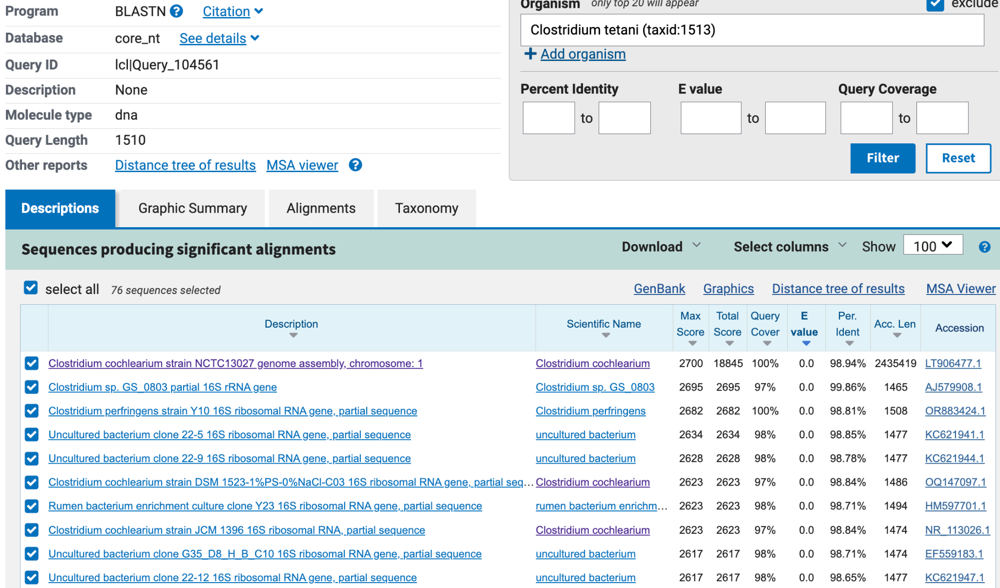 Program BLASTN ? Citation
Database core_nt See details
Query ID lcl|Query_104561
Description None
Molecule type dna
Query Length 1510
Other reports Distance tree of results MSA viewer ?
Organism only top 20 will appear exclude
Clostridium tetani (taxid:1513)
+ Add organism
Percent Identity E value Query Coverage
to to to
Filter Reset
Descriptions Graphic Summary Alignments Taxonomy
Sequences producing significant alignments Download Select columns Show 100 ?
select all 76 sequences selected GenBank Graphics Distance tree of results MSA Viewer
Description Scientific Name Max Score Total Score Query Cover E value Per. Ident Acc. Len Accession
Clostridium cochlearium strain NCTC13027 genome assembly, chromosome: 1 Clostridium cochlearium 2700 18845 100% 0.0 98.94% 2435419 LT906477.1
Clostridium sp. GS_0803 partial 16S rRNA gene Clostridium sp. GS_0803 2695 2695 97% 0.0 99.86% 1465 AJ579908.1
Clostridium perfringens strain Y10 16S ribosomal RNA gene, partial sequence Clostridium perfringens 2682 2682 100% 0.0 98.81% 1508 OR883424.1
Uncultured bacterium clone 22-5 16S ribosomal RNA gene, partial sequence uncultured bacterium 2634 2634 98% 0.0 98.85% 1477 KC621941.1
Uncultured bacterium clone 22-9 16S ribosomal RNA gene, partial sequence uncultured bacterium 2628 2628 98% 0.0 98.78% 1477 KC621944.1
Clostridium cochlearium strain DSM 1523-1%PS-0%NaCl-C03 16S ribosomal RNA gene, partial seq... Clostridium cochlearium 2623 2623 97% 0.0 98.84% 1486 OQ147097.1
Rumen bacterium enrichment culture clone Y23 16S ribosomal RNA gene, partial sequence rumen bacterium enrichm... 2623 2623 98% 0.0 98.71% 1494 HM597701.1
Clostridium cochlearium strain JCM 1396 16S ribosomal RNA, partial sequence Clostridium cochlearium 2623 2623 97% 0.0 98.84% 1474 NR_113026.1
Uncultured bacterium clone G35_D8_H_B_C10 16S ribosomal RNA gene, partial sequence uncultured bacterium 2617 2617 98% 0.0 98.71% 1474 EF559183.1
Uncultured bacterium clone 22-12 16S ribosomal RNA gene, partial sequence uncultured bacterium 2617 2617 98% 0.0 98.65% 1477 KC621947.1